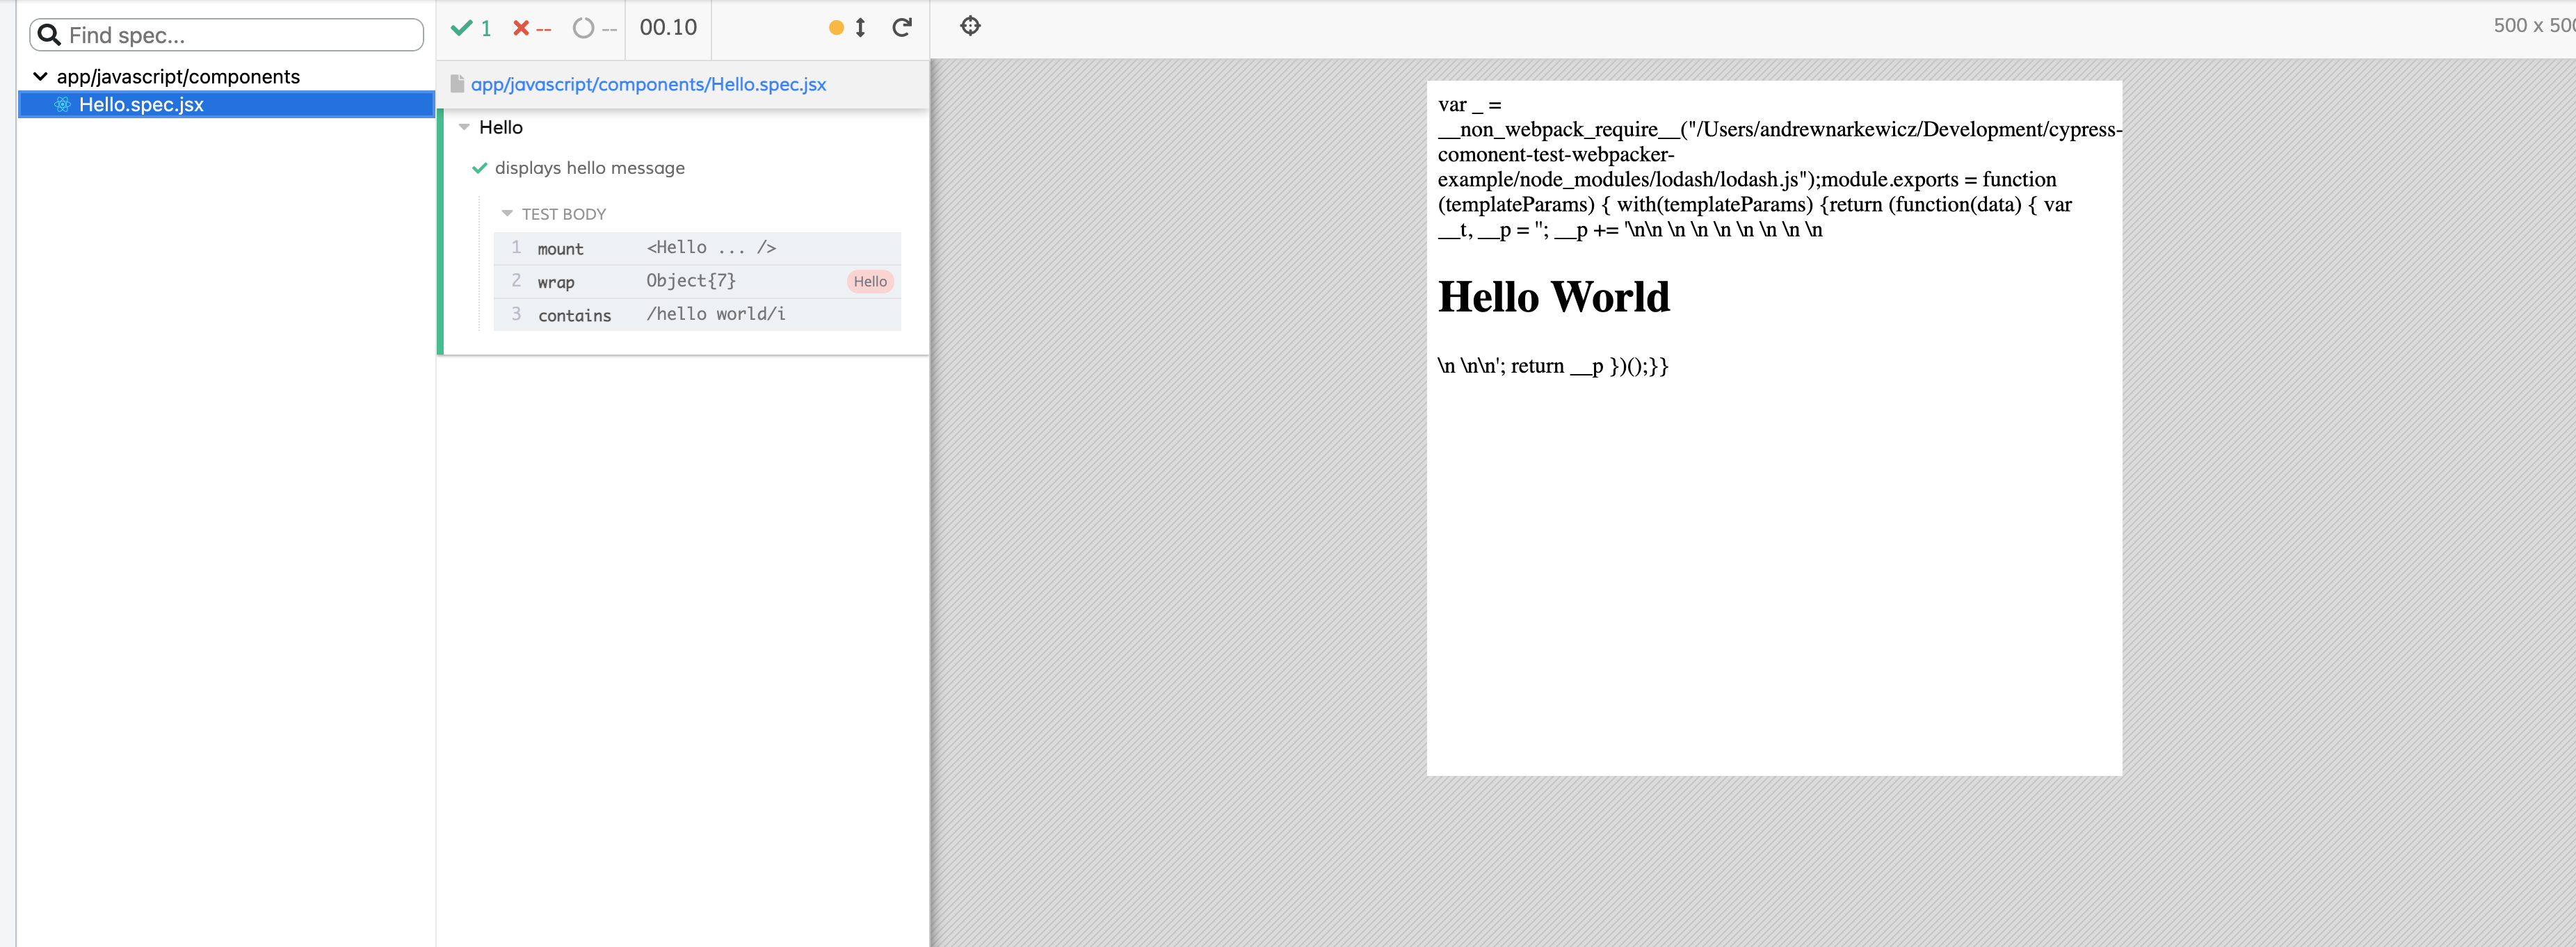 Find spec...
app/javascript/components
Hello.spec.jsx
1 -- -- 00.10
app/javascript/components/Hello.spec.jsx
Hello
displays hello message
TEST BODY
1 mount <Hello ... />
2 wrap Object{7} Hello
3 contains /hello world/i
500 x 500
var _ =
__non_webpack_require__("/Users/andrewnarkewicz/Development/cypress-
comonent-test-webpacker-
example/node_modules/lodash/lodash.js");module.exports = function
(templateParams) { with(templateParams) {return (function(data) { var
__t, __p = ''; __p += '\n\n \n \n \n \n \n \n \n
Hello World
\n \n\n'; return __p })();}}